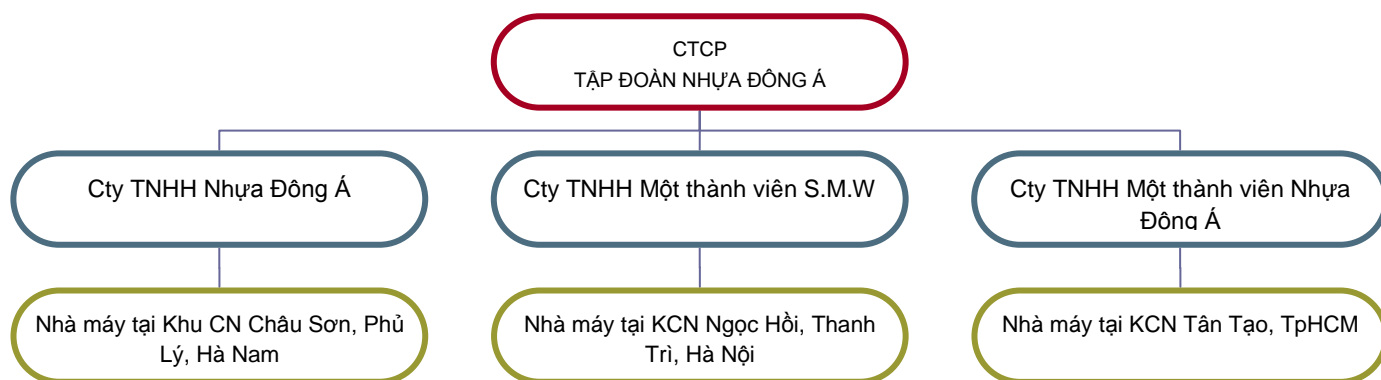 CTCP
TẬP ĐOÀN NHỰA ĐÔNG Á
Cty TNHH Nhựa Đông Á
Cty TNHH Một thành viên S.M.W
Cty TNHH Một thành viên Nhựa
Đông Á
Nhà máy tại Khu CN Châu Sơn, Phủ
Lý, Hà Nam
Nhà máy tại KCN Ngọc Hồi, Thanh
Trì, Hà Nội
Nhà máy tại KCN Tân Tạo, TpHCM